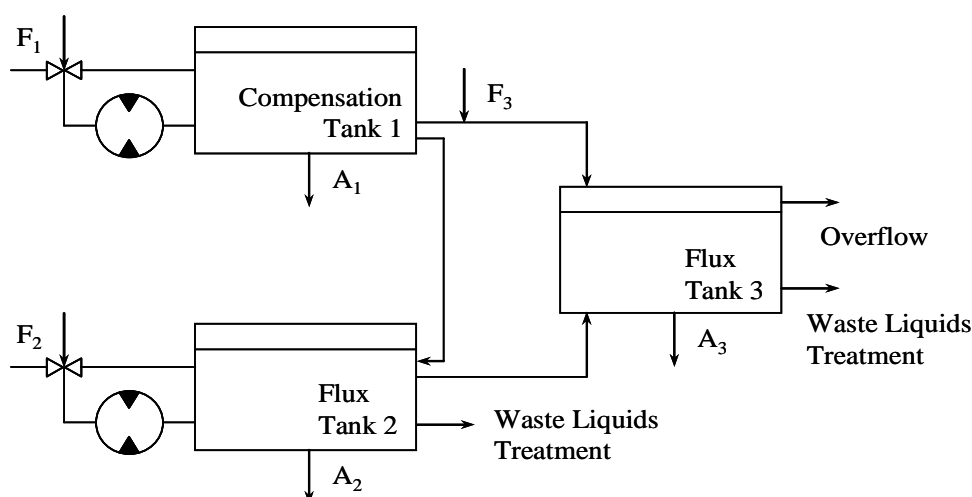 F1
Compensation
Tank 1
F3
A1
Overflow
Flux
Tank 3
Waste Liquids
Treatment
A3
F2
Flux
Tank 2
Waste Liquids
Treatment
A2